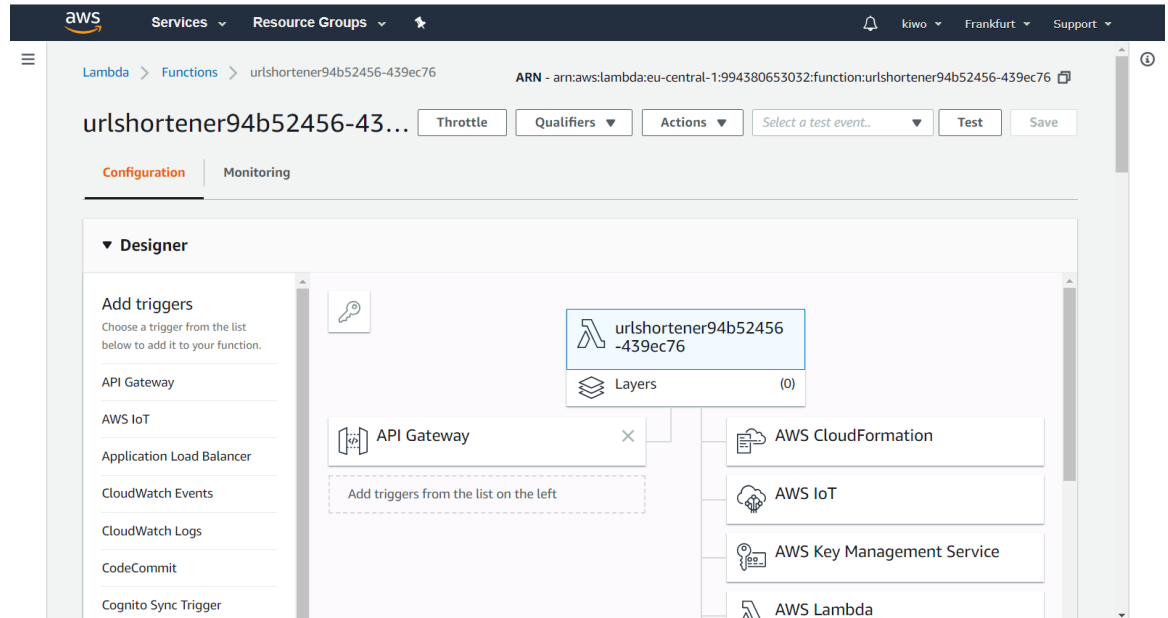 aws Services Resource Groups kiwo Frankfurt Support
Lambda > Functions > urlshortener94b52456-439ec76
ARN - arn:aws:lambda:eu-central-1:994380653032:function:urlshortener94b52456-439ec76
urlshortener94b52456-43... Throttle Qualifiers Actions Select a test event.. Test Save
Configuration Monitoring
Designer
Add triggers
Choose a trigger from the list
below to add it to your function.
API Gateway
AWS IoT
Application Load Balancer
CloudWatch Events
CloudWatch Logs
CodeCommit
Cognito Sync Trigger
urlshortener94b52456
-439ec76
Layers (0)
API Gateway
Add triggers from the list on the left
AWS CloudFormation
AWS IoT
AWS Key Management Service
AWS Lambda